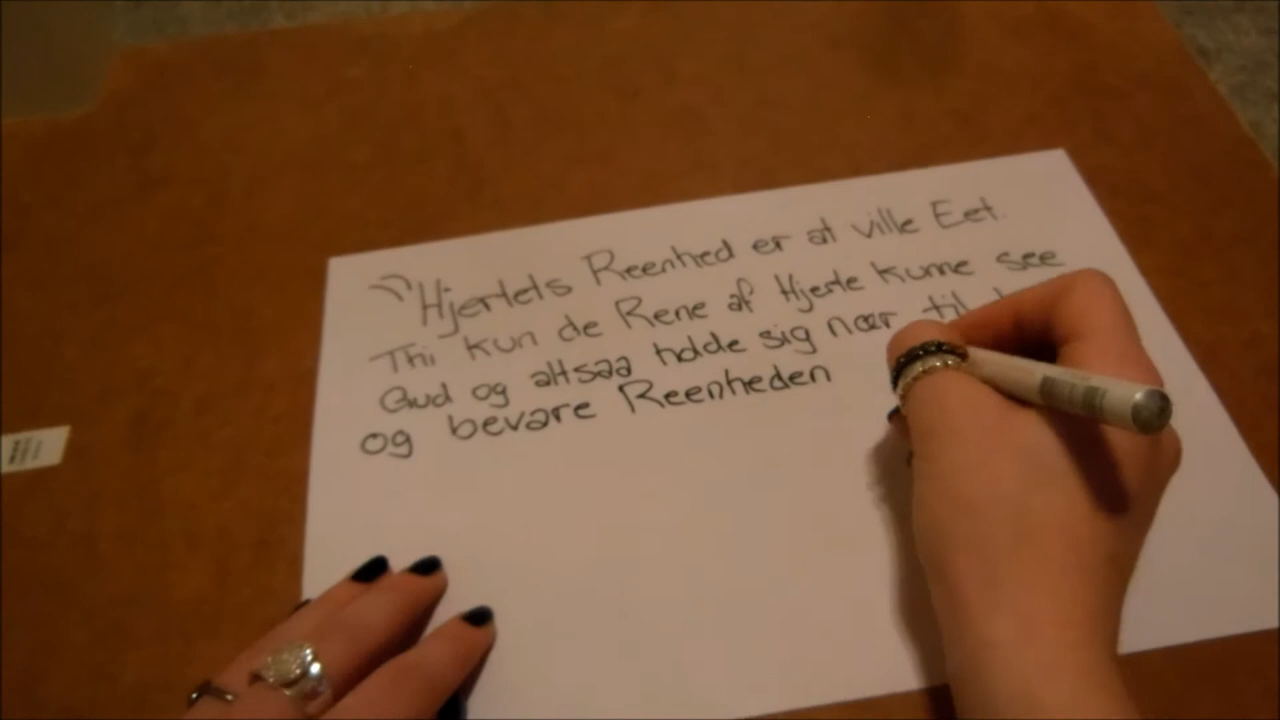 "Hjertets Reenhed er at ville Eet.
Thi kun de Rene af Hjerte kunne see
Gud og altsaa holde sig nær til
og bevare Reenheden